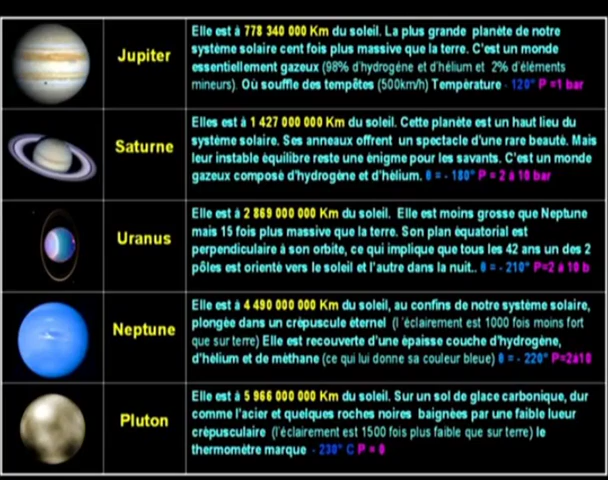 Jupiter
Elle est à 778 340 000 Km du soleil. La plus grande planète de notre
système solaire cent fois plus massive que la terre. C'est un monde
essentiellement gazeux (98% d'hydrogène et d'hélium et 2% d'éléments
mineurs). Où souffle des tempêtes (500km/h) Température - 120° P =1 bar
Saturne
Elles est à 1 427 000 000 Km du soleil. Cette planète est un haut lieu du
système solaire. Ses anneaux offrent un spectacle d'une rare beauté. Mais
leur instable équilibre reste une énigme pour les savants. C'est un monde
gazeux composé d'hydrogène et d'hélium. θ = - 180° P = 2 à 10 bar
Uranus
Elle est à 2 869 000 000 Km du soleil. Elle est moins grosse que Neptune
mais 15 fois plus massive que la terre. Son plan équatorial est
perpendiculaire à son orbite, ce qui implique que tous les 42 ans un des 2
pôles est orienté vers le soleil et l'autre dans la nuit.. θ = - 210° P=2 à 10 b
Neptune
Elle est à 4 490 000 000 Km du soleil, au confins de notre système solaire,
plongée dans un crépuscule éternel (l 'éclairement est 1000 fois moins fort
que sur terre) Elle est recouverte d'une épaisse couche d'hydrogène,
d'hélium et de méthane (ce qui lui donne sa couleur bleue) θ = - 220° P=2à10
Pluton
Elle est à 5 966 000 000 Km du soleil. Sur un sol de glace carbonique, dur
comme l'acier et quelques roches noires baignées par une faible lueur
crépusculaire (l'éclairement est 1500 fois plus faible que sur terre) le
thermomètre marque - 230° C P = 0